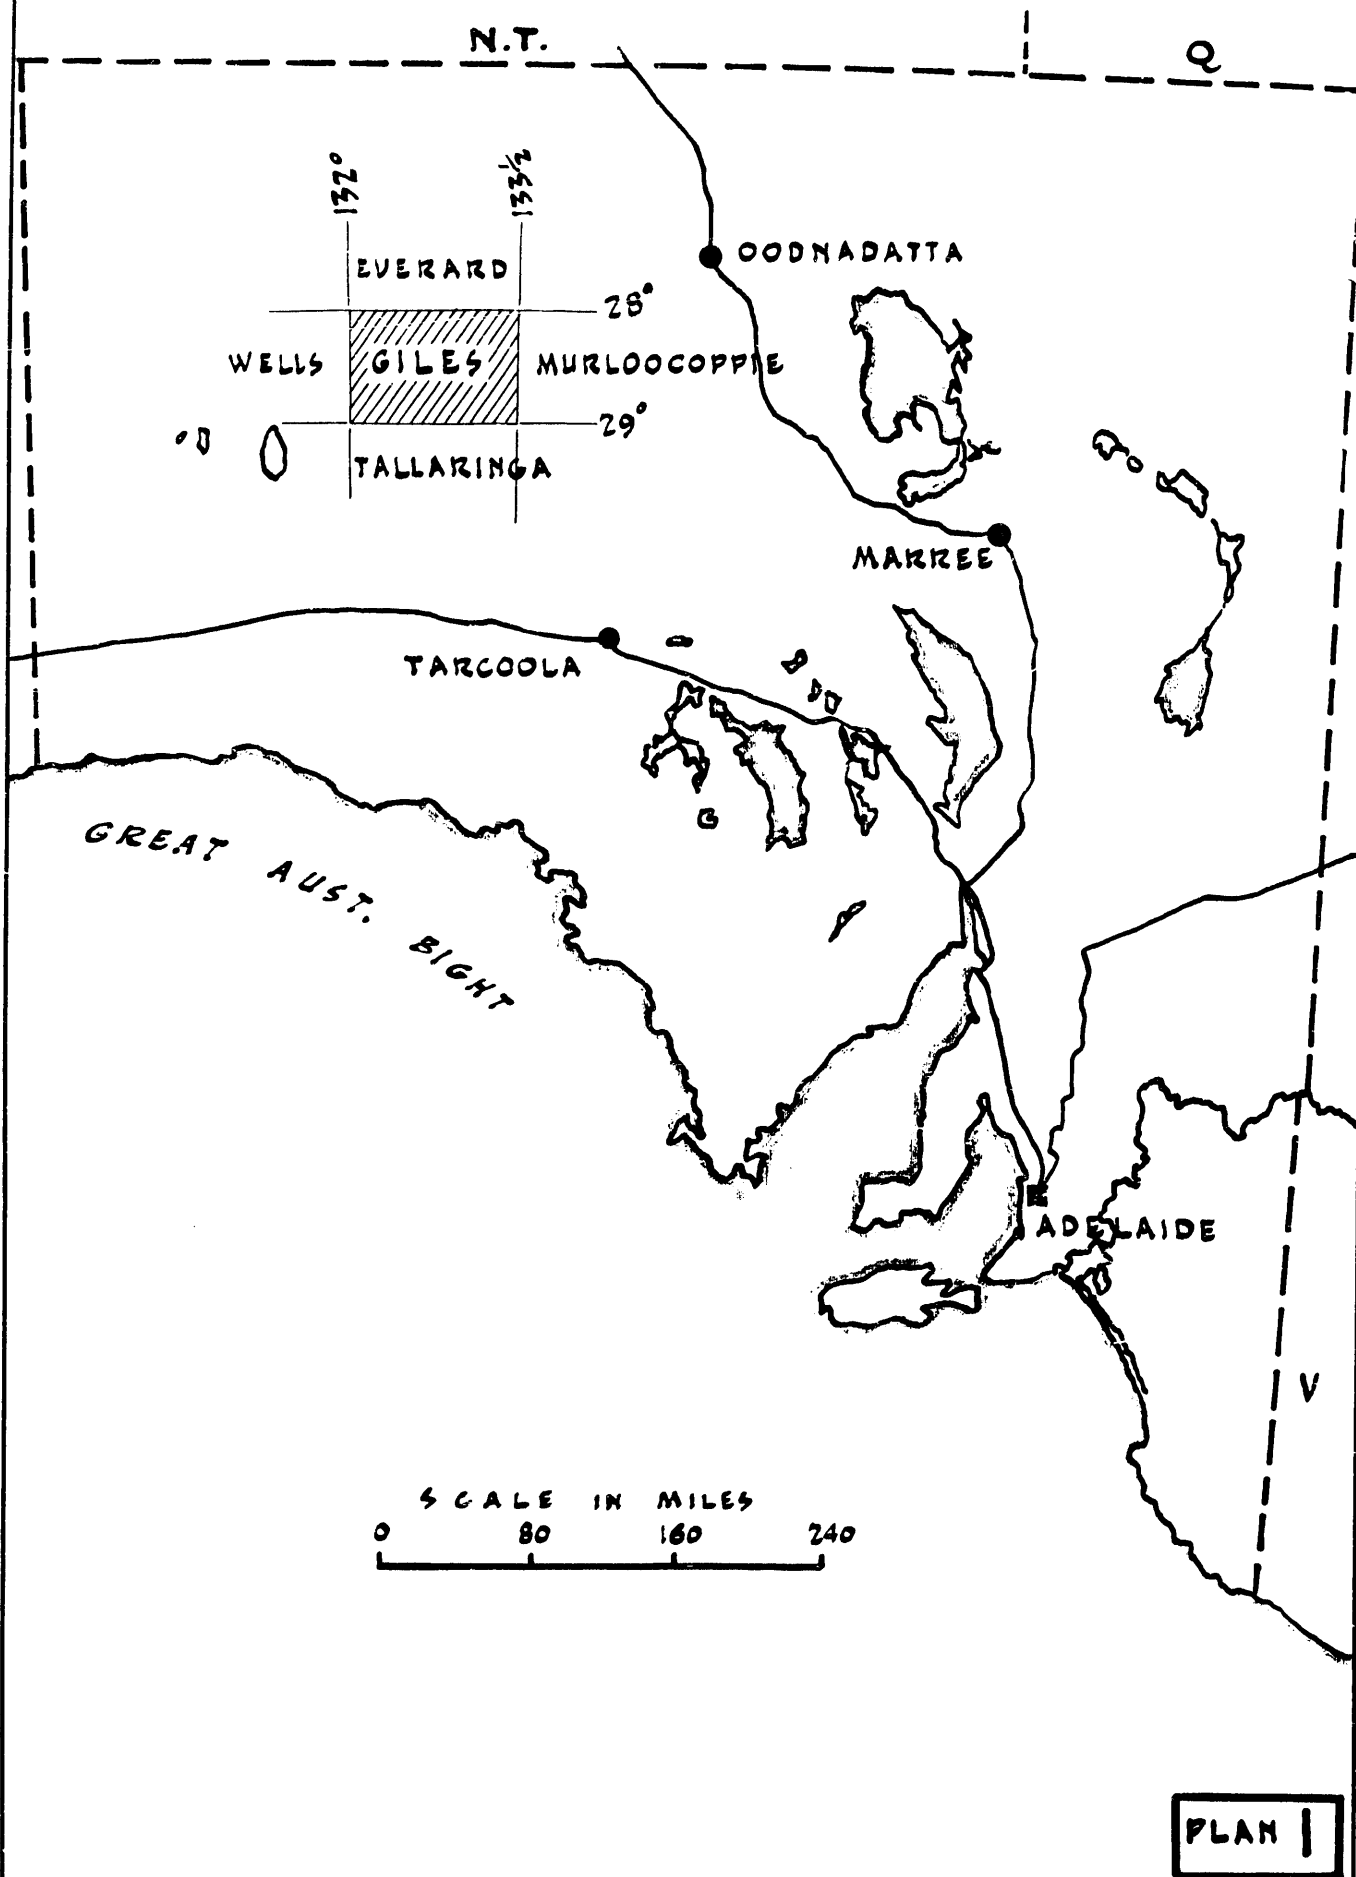 N.T.
Q
132°
133½
OODNADATTA
EVERARD
28°
WELLS
GILES
MURLOOCOPPIE
29°
TALLARINGA
MARREE
TARCOOLA
GREAT AUST. BIGHT
ADELAIDE
V
SCALE IN MILES
0 80 160 240
PLAN 1